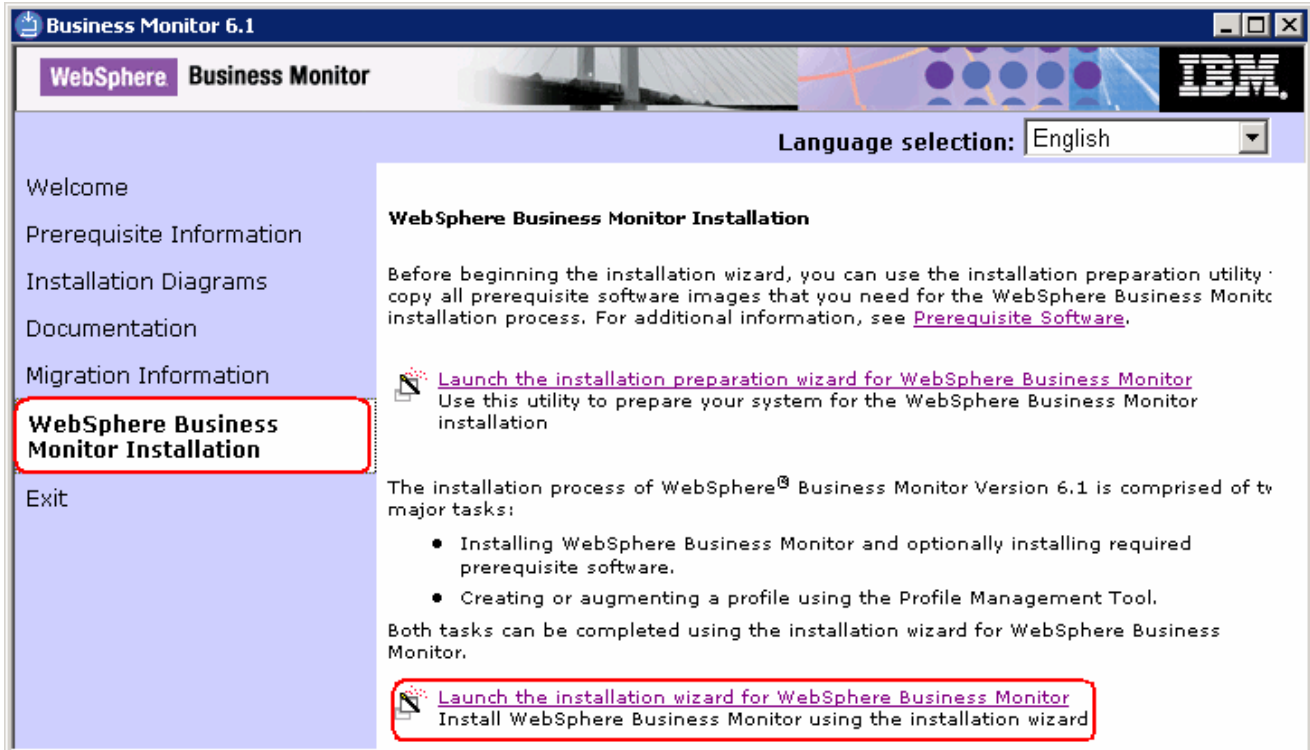 Business Monitor 6.1
WebSphere. Business Monitor
IBM.
Language selection: English
Welcome
Prerequisite Information
Installation Diagrams
Documentation
Migration Information
WebSphere Business
Monitor Installation
Exit
WebSphere Business Monitor Installation
Before beginning the installation wizard, you can use the installation preparation utility
copy all prerequisite software images that you need for the WebSphere Business
installation process. For additional information, see Prerequisite Software.
Launch the installation preparation wizard for WebSphere Business Monitor
Use this utility to prepare your system for the WebSphere Business Monitor
installation
The installation process of WebSphere® Business Monitor Version 6.1 is comprised of
major tasks:
• Installing WebSphere Business Monitor and optionally installing required
prerequisite software.
• Creating or augmenting a profile using the Profile Management Tool.
Both tasks can be completed using the installation wizard for WebSphere Business
Monitor.
Launch the installation wizard for WebSphere Business Monitor
Install WebSphere Business Monitor using the installation wizard